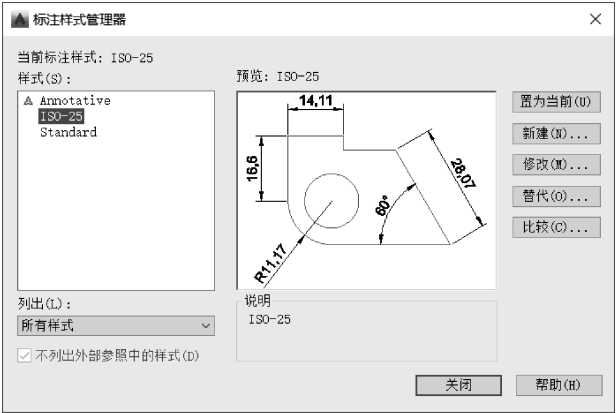 标注样式管理器
当前标注样式: ISO-25
样式(S):
Annotative
ISO-25
Standard
预览: ISO-25
14,11
16,6
28,07
60°
R11,17
置为当前(U)
新建(N)...
修改(M)...
替代(O)...
比较(C)...
列出(L):
所有样式
不列出外部参照中的样式(D)
说明
ISO-25
关闭
帮助(H)